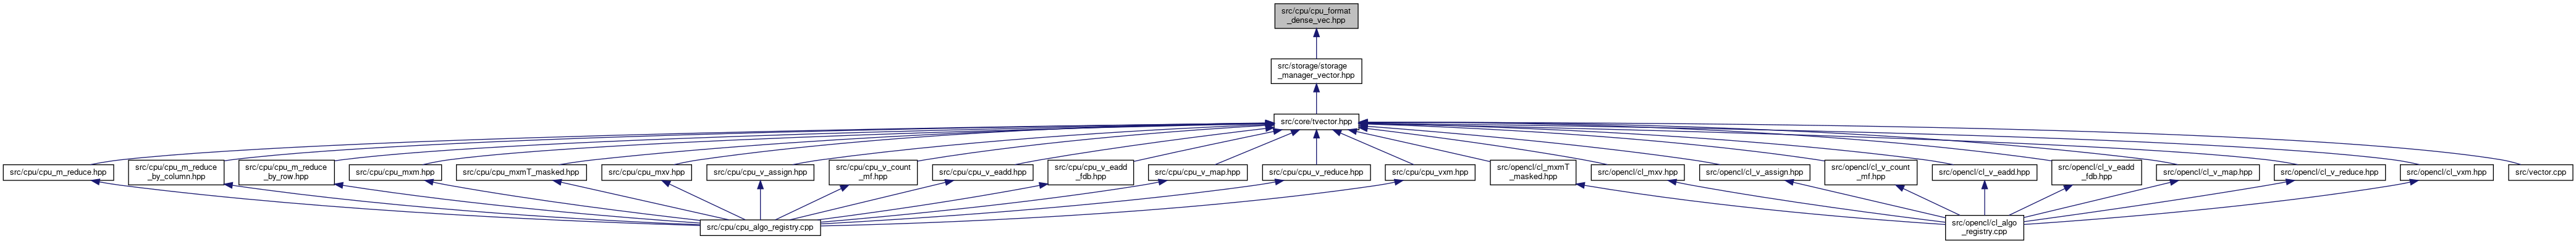 src/cpu/cpu_format
_dense_vec.hpp
src/storage/storage
_manager_vector.hpp
src/core/tvector.hpp
src/cpu/cpu_m_reduce.hpp
src/cpu/cpu_m_reduce
_by_column.hpp
src/cpu/cpu_m_reduce
_by_row.hpp
src/cpu/cpu_mxm.hpp
src/cpu/cpu_mxmT_masked.hpp
src/cpu/cpu_mxv.hpp
src/cpu/cpu_v_assign.hpp
src/cpu/cpu_v_count
_mf.hpp
src/cpu/cpu_v_eadd.hpp
src/cpu/cpu_v_eadd
_fdb.hpp
src/cpu/cpu_v_map.hpp
src/cpu/cpu_v_reduce.hpp
src/cpu/cpu_vxm.hpp
src/opencl/cl_mxmT
_masked.hpp
src/opencl/cl_mxv.hpp
src/opencl/cl_v_assign.hpp
src/opencl/cl_v_count
_mf.hpp
src/opencl/cl_v_eadd.hpp
src/opencl/cl_v_eadd
_fdb.hpp
src/opencl/cl_v_map.hpp
src/opencl/cl_v_reduce.hpp
src/opencl/cl_vxm.hpp
src/vector.cpp
src/cpu/cpu_algo_registry.cpp
src/opencl/cl_algo
_registry.cpp